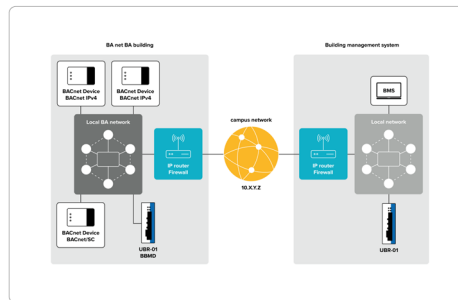 BA net BA building
Building management system
BACnet Device
BACnet IPv4
BACnet Device
BACnet IPv4
BMS
Local BA network
campus network
Local network
IP router
Firewall
IP router
Firewall
10.X.Y.Z
BACnet Device
BACnet/SC
UBR-01
BBMD
UBR-01